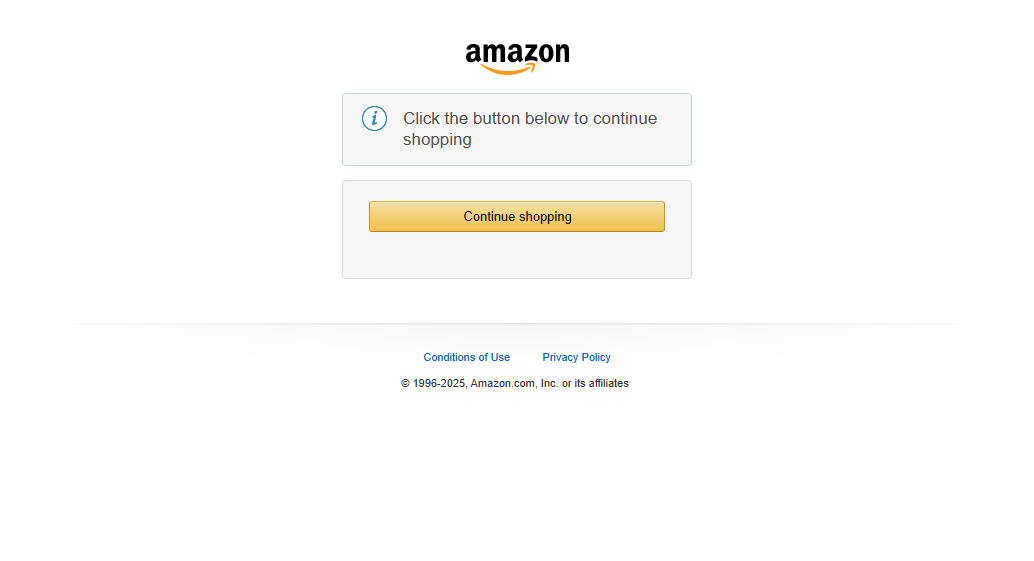 amazon
Click the button below to continue
shopping
Continue shopping
Conditions of Use Privacy Policy
© 1996-2025, Amazon.com, Inc. or its affiliates